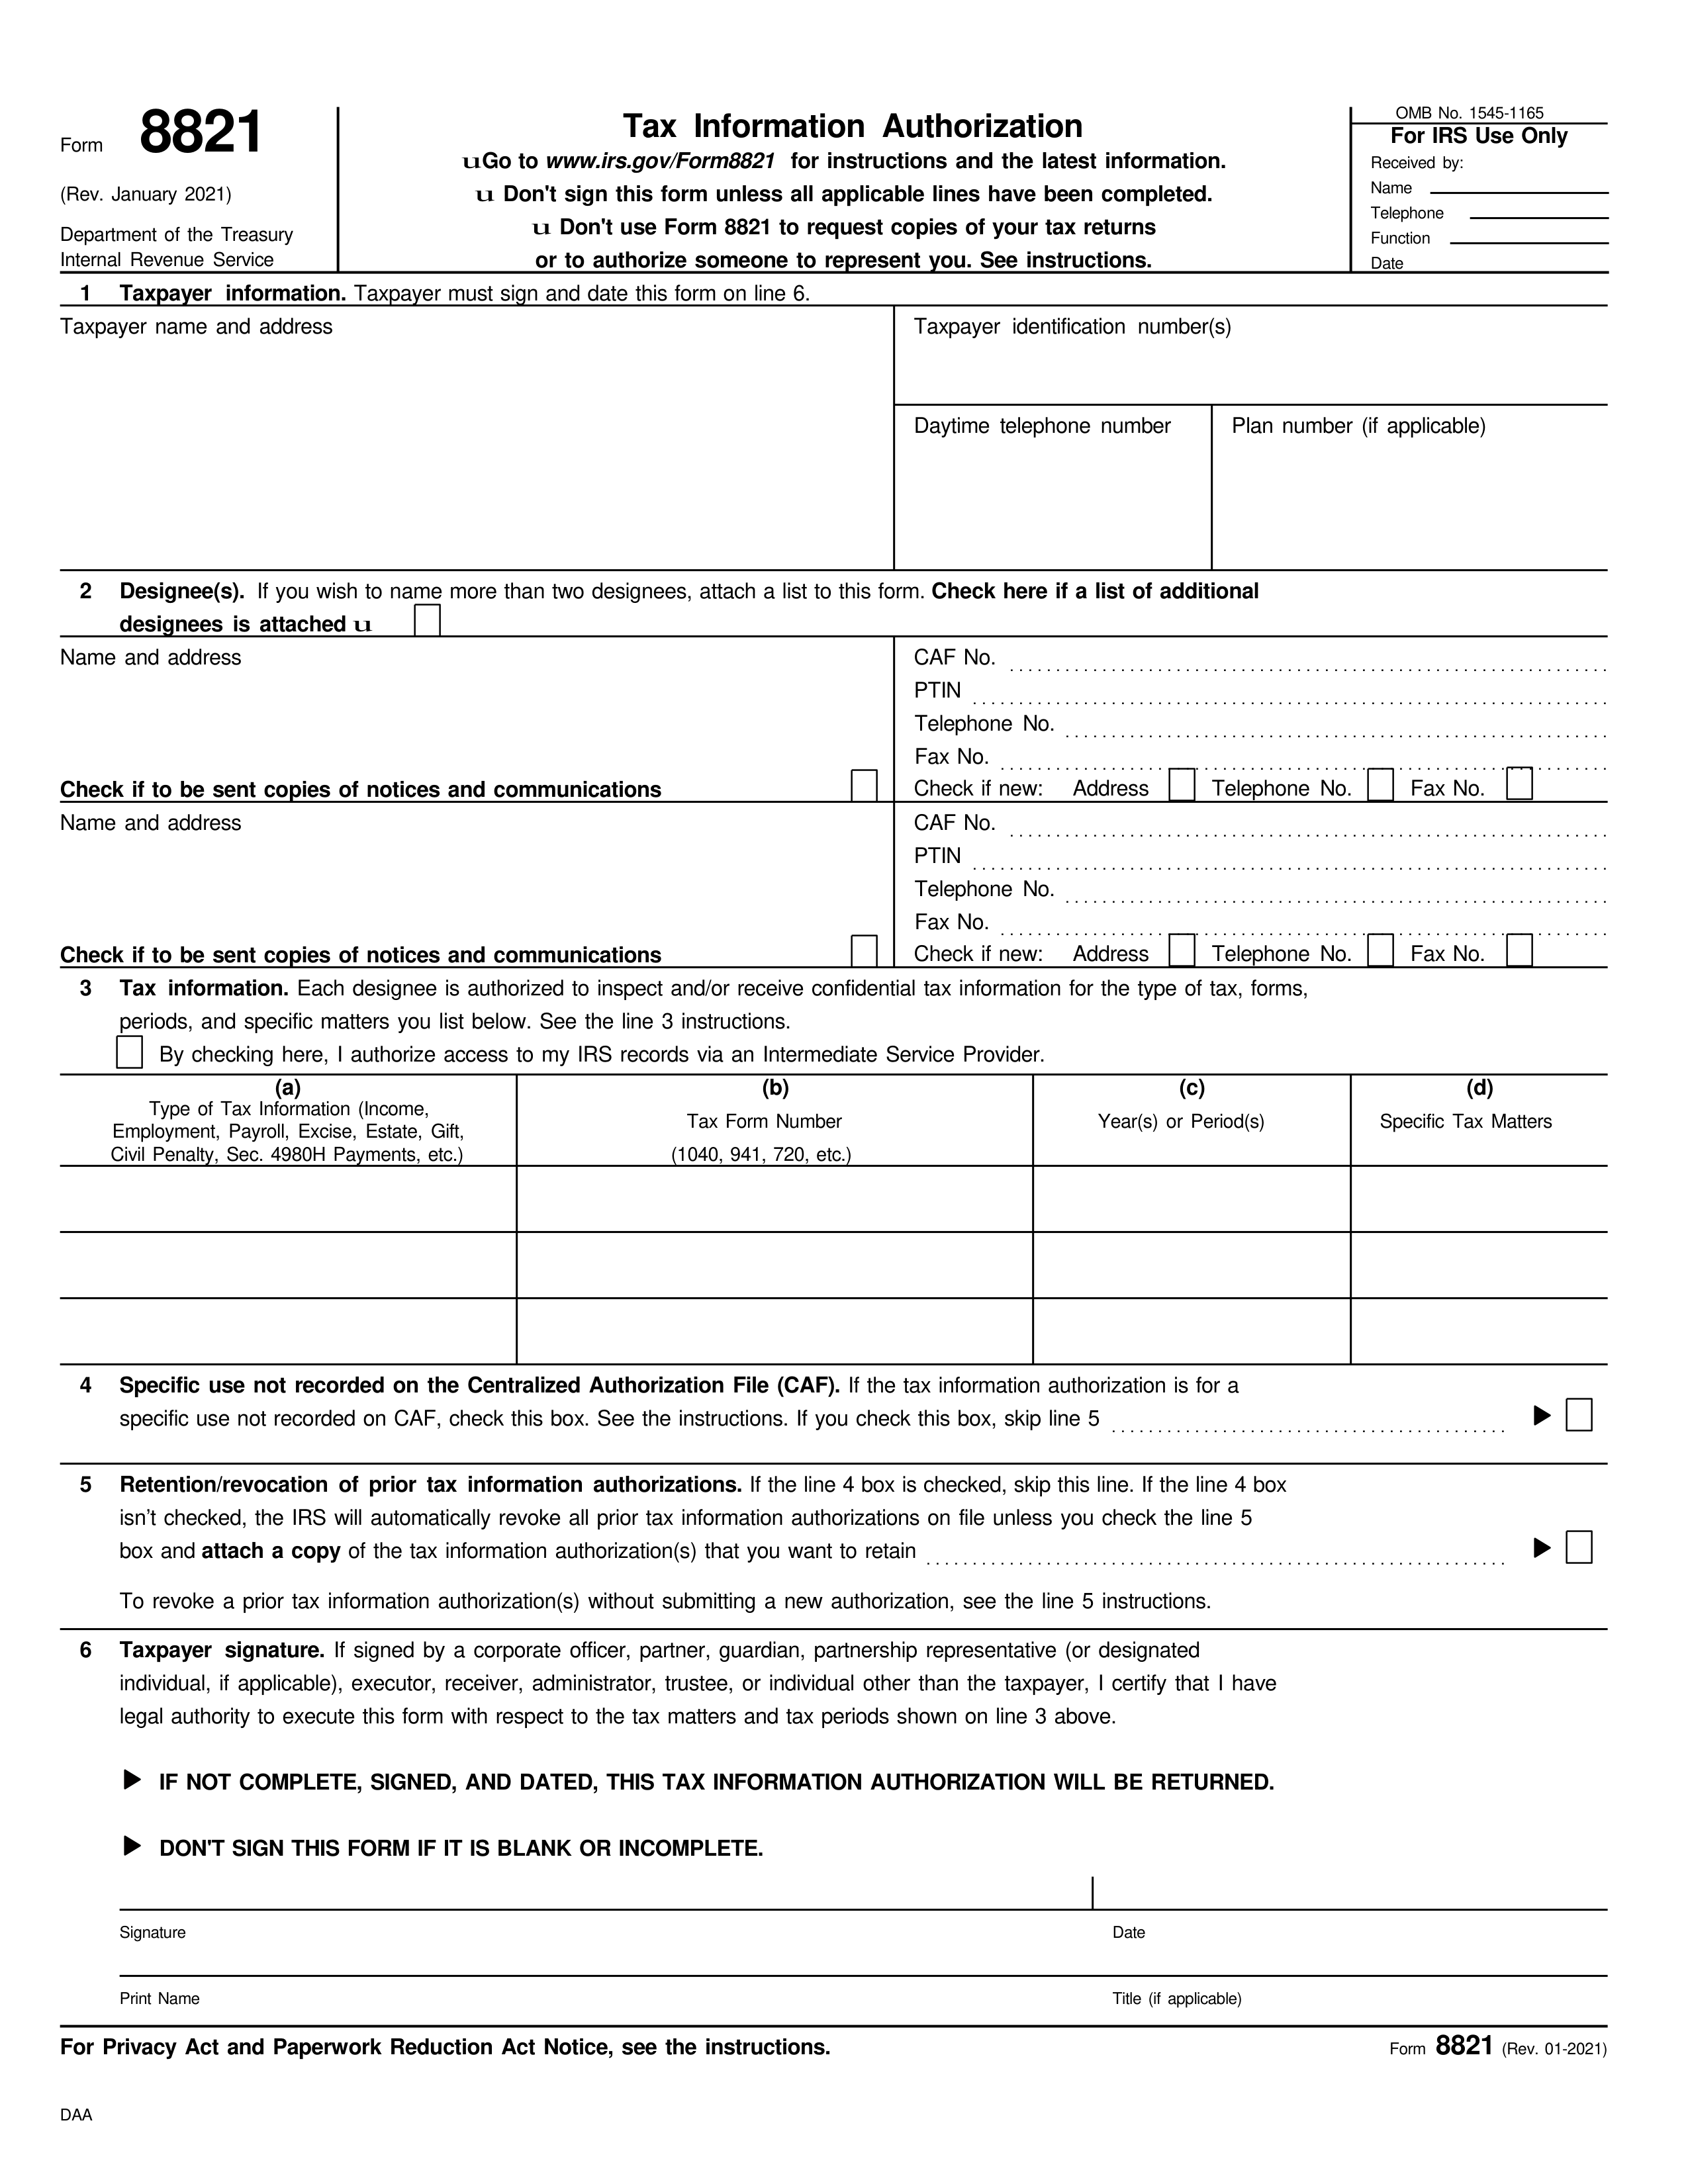 Form 8821
(Rev. January 2021)
Department of the Treasury
Internal Revenue Service
Tax Information Authorization
u Go to www.irs.gov/Form8821 for instructions and the latest information.
u Don't sign this form unless all applicable lines have been completed.
u Don't use Form 8821 to request copies of your tax returns
or to authorize someone to represent you. See instructions.
OMB No. 1545-1165
For IRS Use Only
Received by:
Name
Telephone
Function
Date
1 Taxpayer information. Taxpayer must sign and date this form on line 6.
Taxpayer name and address
Taxpayer identification number(s)
Daytime telephone number
Plan number (if applicable)
2 Designee(s). If you wish to name more than two designees, attach a list to this form. Check here if a list of additional
designees is attached u
Name and address
Check if to be sent copies of notices and communications
CAF No.
PTIN
Telephone No.
Fax No.
Check if new: Address Telephone No. Fax No.
Name and address
Check if to be sent copies of notices and communications
CAF No.
PTIN
Telephone No.
Fax No.
Check if new: Address Telephone No. Fax No.
3 Tax information. Each designee is authorized to inspect and/or receive confidential tax information for the type of tax, forms,
periods, and specific matters you list below. See the line 3 instructions.
By checking here, I authorize access to my IRS records via an Intermediate Service Provider.
(a)
Type of Tax Information (Income,
Employment, Payroll, Excise, Estate, Gift,
Civil Penalty, Sec. 4980H Payments, etc.)
(b)
Tax Form Number
(1040, 941, 720, etc.)
(c)
Year(s) or Period(s)
(d)
Specific Tax Matters
4 Specific use not recorded on the Centralized Authorization File (CAF). If the tax information authorization is for a
specific use not recorded on CAF, check this box. See the instructions. If you check this box, skip line 5
5 Retention/revocation of prior tax information authorizations. If the line 4 box is checked, skip this line. If the line 4 box
isn’t checked, the IRS will automatically revoke all prior tax information authorizations on file unless you check the line 5
box and attach a copy of the tax information authorization(s) that you want to retain
To revoke a prior tax information authorization(s) without submitting a new authorization, see the line 5 instructions.
6 Taxpayer signature. If signed by a corporate officer, partner, guardian, partnership representative (or designated
individual, if applicable), executor, receiver, administrator, trustee, or individual other than the taxpayer, I certify that I have
legal authority to execute this form with respect to the tax matters and tax periods shown on line 3 above.
IF NOT COMPLETE, SIGNED, AND DATED, THIS TAX INFORMATION AUTHORIZATION WILL BE RETURNED.
DON'T SIGN THIS FORM IF IT IS BLANK OR INCOMPLETE.
Signature
Date
Print Name
Title (if applicable)
For Privacy Act and Paperwork Reduction Act Notice, see the instructions.
Form 8821 (Rev. 01-2021)
DAA